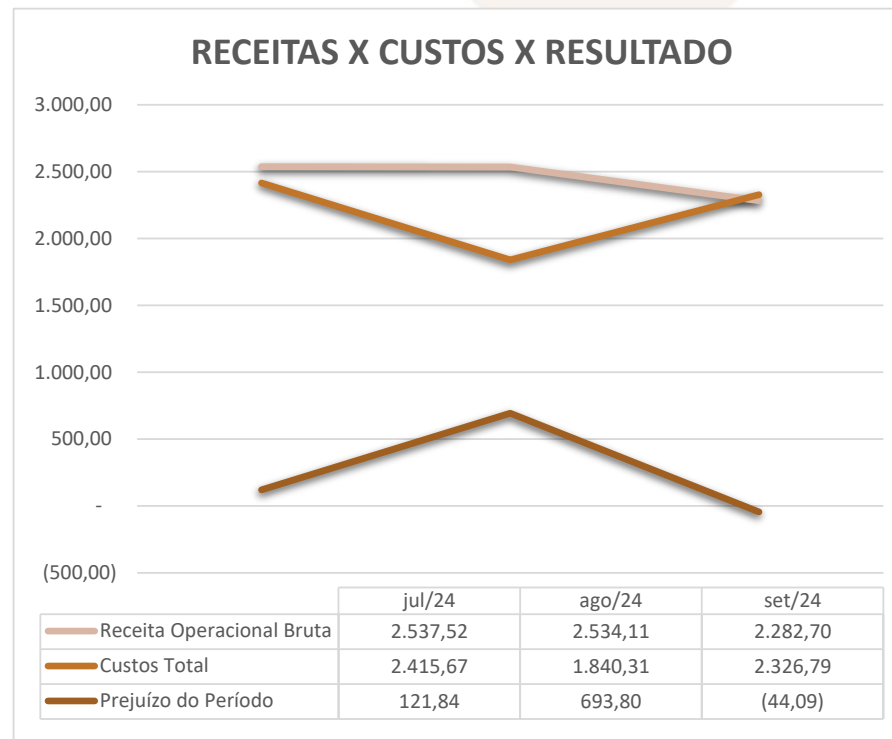 RECEITAS X CUSTOS X RESULTADO
3.000,00
2.500,00
2.000,00
1.500,00
1.000,00
500,00
-
(500,00)
jul/24 ago/24 set/24
Receita Operacional Bruta 2.537,52 2.534,11 2.282,70
Custos Total 2.415,67 1.840,31 2.326,79
Prejuízo do Período 121,84 693,80 (44,09)